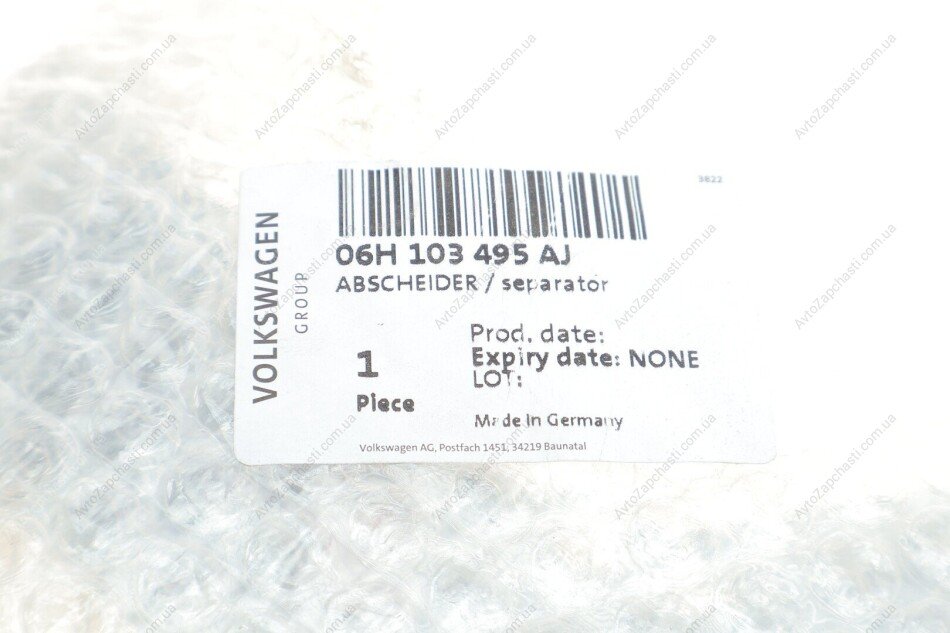 3622
06H 103 495 AJ
ABSCHEIDER / separator
VOLKSWAGEN
GROUP
Prod. date:
1
Expiry date: NONE
LOT:
Piece
Made In Germany
Volkswagen AG, Postfach 1451, 34219 Baunatal
AvtoZapchasti.com.ua